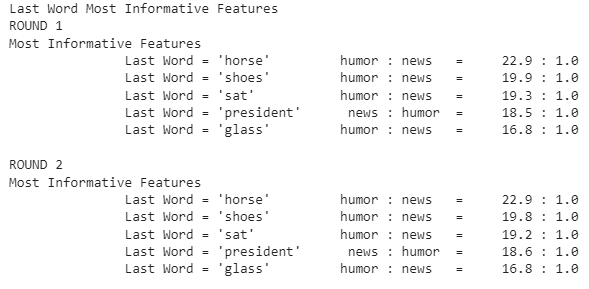 Last Word Most Informative Features
ROUND 1
Most Informative Features
Last Word = 'horse' humor : news = 22.9 : 1.0
Last Word = 'shoes' humor : news = 19.9 : 1.0
Last Word = 'sat' humor : news = 19.3 : 1.0
Last Word = 'president' news : humor = 18.5 : 1.0
Last Word = 'glass' humor : news = 16.8 : 1.0
ROUND 2
Most Informative Features
Last Word = 'horse' humor : news = 22.9 : 1.0
Last Word = 'shoes' humor : news = 19.8 : 1.0
Last Word = 'sat' humor : news = 19.2 : 1.0
Last Word = 'president' news : humor = 18.6 : 1.0
Last Word = 'glass' humor : news = 16.8 : 1.0